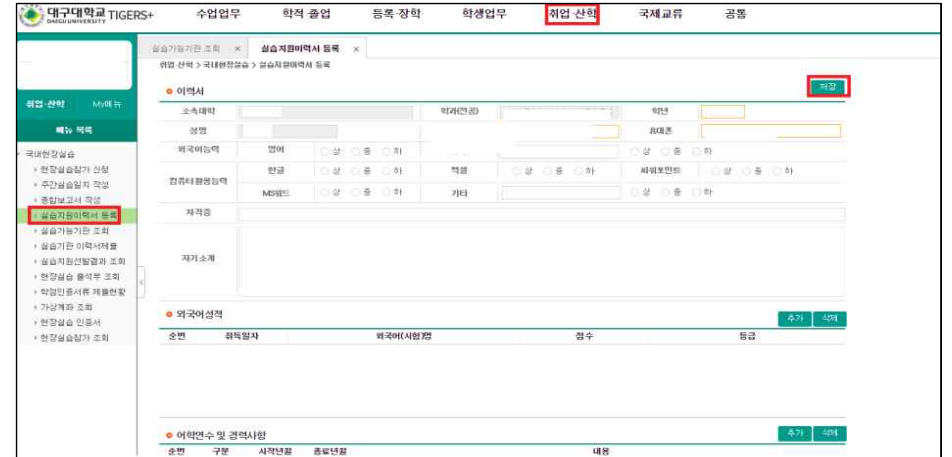 대구대학교 TIGERS+ 수업업무 학적·졸업 등록·장학 학생업무 취업·산학 국제교류 공통
DAEGU UNIVERSITY
실습가능기관 조회 × 실습지원이력서 등록 ×
취업·산학 > 국내현장실습 > 실습지원이력서 등록
이력서 저장
취업·산학 My메뉴
메뉴 목록
국내현장실습
현장실습참가 신청
주간실습일지 작성
종합보고서 작성
실습지원이력서 등록
실습가능기관 조회
실습기관 이력서제출
실습지원선발결과 조회
현장실습 출석부 조회
학점인증서류 제출현황
가상계좌 조회
현장실습 인증서
현장실습참가 조회
소속대학 학과(전공) 학년
성명 휴대폰
외국어능력 영어 상 중 하 상 중 하
컴퓨터활용능력 한글 상 중 하 엑셀 상 중 하 파워포인트 상 중 하
MS워드 상 중 하 기타 상 중 하
자격증
자기소개
외국어성적 추가 삭제
순번 취득일자 외국어(시험)명 점수 등급
어학연수 및 경력사항 추가 삭제
순번 구분 시작년월 종료년월 내용